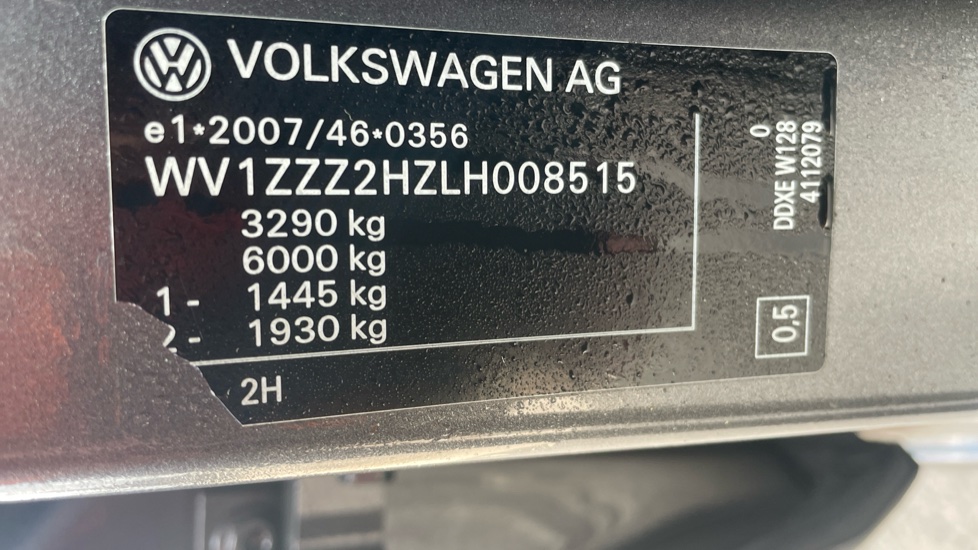 VOLKSWAGEN AG
e1*2007/46*0356
WV1ZZZ2HZLH008515
3290 kg
6000 kg
1- 1445 kg
2- 1930 kg
2H
0
DDXE W128
4112079
0,5